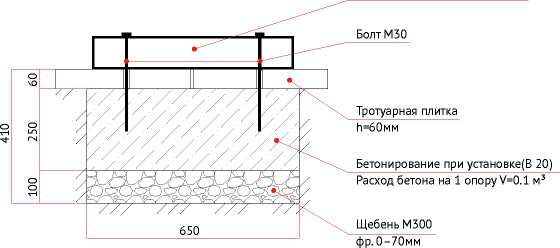 Болт М30
60
Тротуарная плитка
h=60мм
410
250
Бетонирование при установке(В 20)
Расход бетона на 1 опору V=0.1 м³
100
650
Щебень М300
фр. 0–70мм